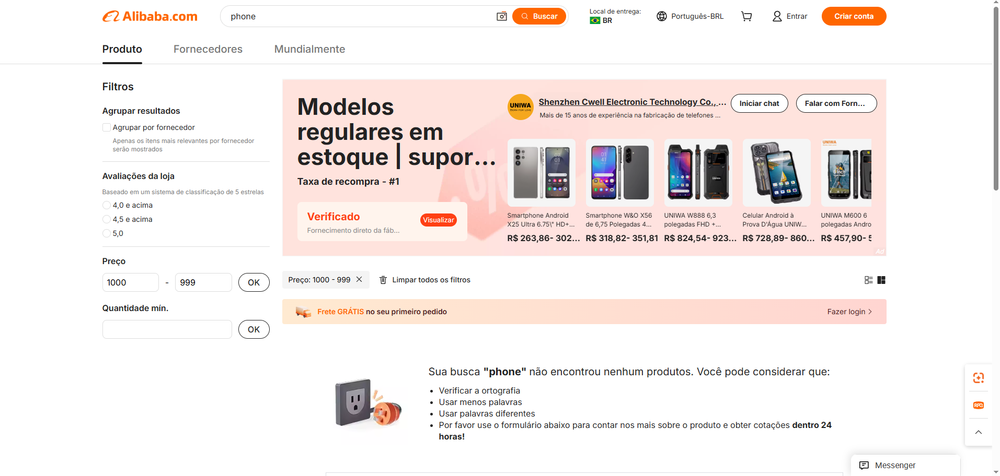 Alibaba.com
phone
Buscar
Local de entrega:
BR
Português-BRL
Entrar
Criar conta
Produto
Fornecedores
Mundialmente
Filtros
Agrupar resultados
Agrupar por fornecedor
Apenas os itens mais relevantes por fornecedor
serão mostrados
Avaliações da loja
Baseado em um sistema de classificação de 5 estrelas
4,0 e acima
4,5 e acima
5,0
Preço
1000 - 999 OK
Quantidade mín.
OK
Modelos
regulares em
estoque | supor...
Taxa de recompra - #1
Verificado
Fornecimento direto da fáb...
Visualizar
UNIWA
BORN FOR LOVE
Shenzhen Cwell Electronic Technology Co., ...
Mais de 15 anos de experiência na fabricação de telefones ...
Iniciar chat
Falar com Forn...
Smartphone Android
X25 Ultra 6.75\" HD+...
R$ 263,86- 302...
Smartphone W&O X56
de 6,75 Polegadas 4...
R$ 318,82- 351,81
UNIWA W888 6,3
polegadas FHD +...
R$ 824,54- 923...
Celular Android à
Prova D'Água UNIW...
R$ 728,89- 860...
UNIWA
6 inch
UNIWA M600 6
polegadas Andro
R$ 457,90- 5
Ad
Preço: 1000 - 999
Limpar todos os filtros
Frete GRÁTIS no seu primeiro pedido
Fazer login
Sua busca "phone" não encontrou nenhum produtos. Você pode considerar que:
• Verificar a ortografia
• Usar menos palavras
• Usar palavras diferentes
• Por favor use o formulário abaixo para contar nos mais sobre o produto e obter cotações dentro 24
horas!
RFQ
Messenger